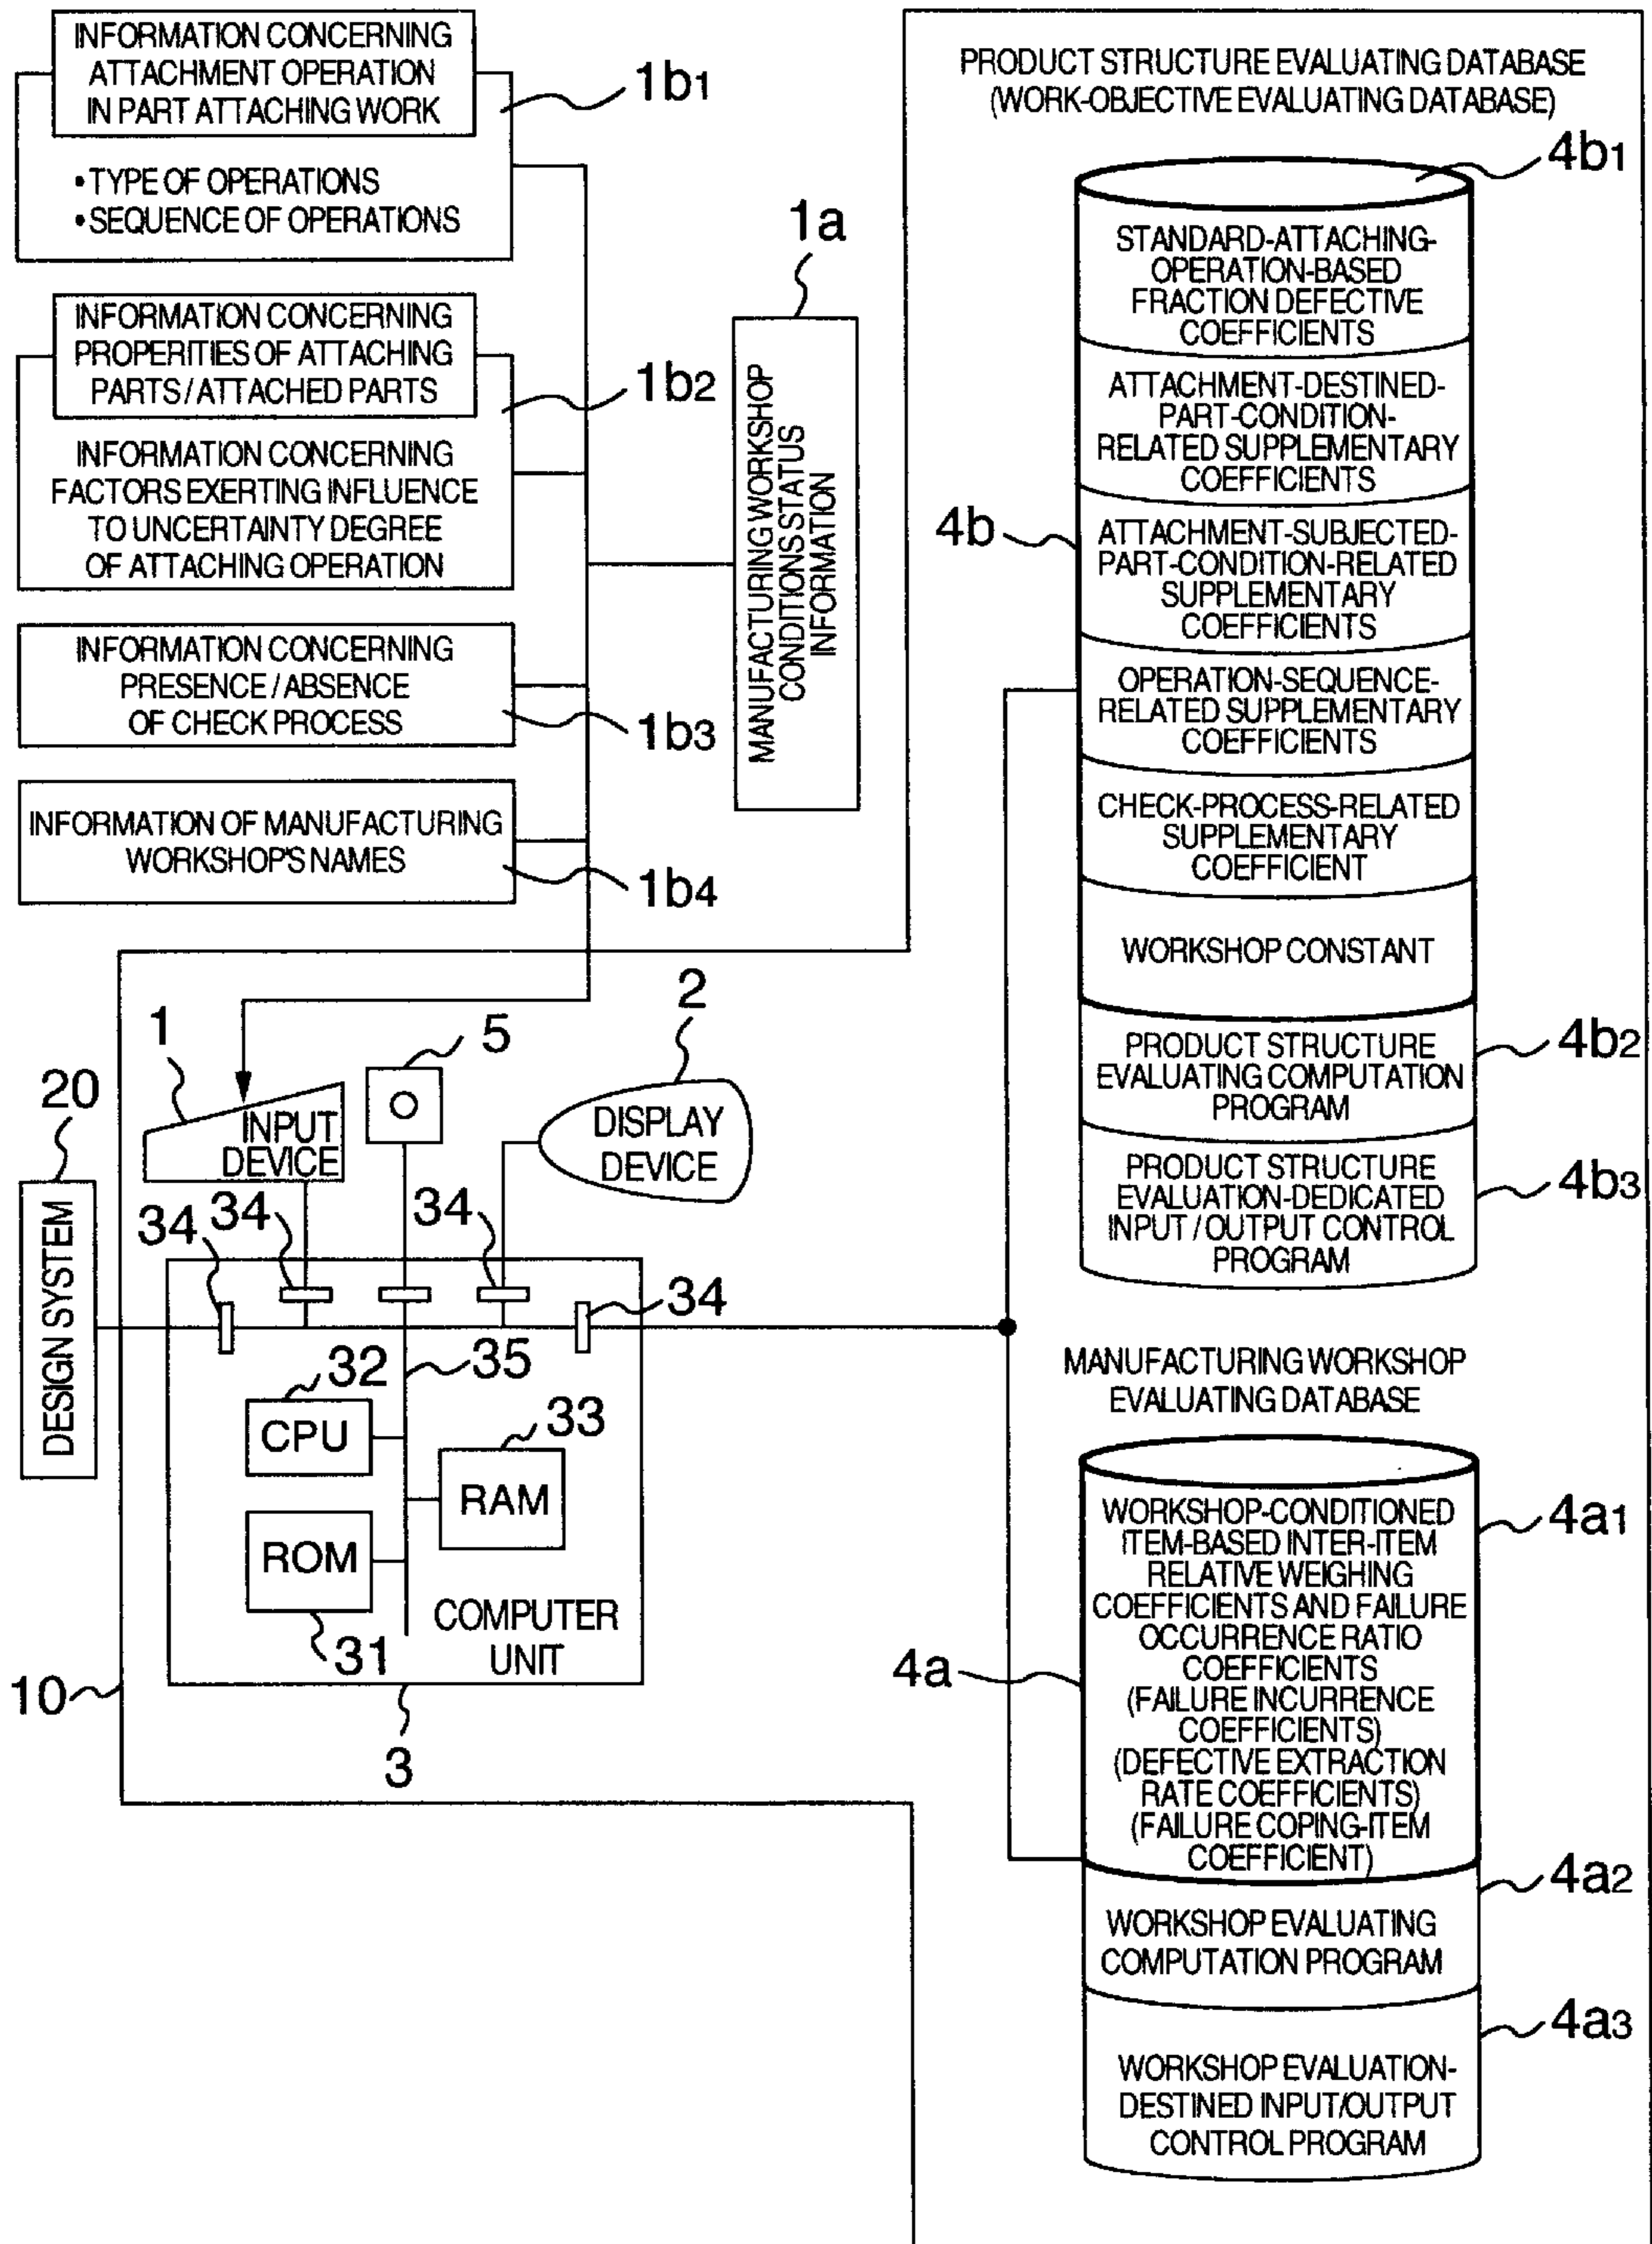 INFORMATION CONCERNING
ATTACHMENT OPERATION
IN PART ATTACHING WORK
1b1
• TYPE OF OPERATIONS
• SEQUENCE OF OPERATIONS
INFORMATION CONCERNING
PROPERITIES OF ATTACHING
PARTS / ATTACHED PARTS
1b2
INFORMATION CONCERNING
FACTORS EXERTING INFLUENCE
TO UNCERTAINTY DEGREE
OF ATTACHING OPERATION
INFORMATION CONCERNING
PRESENCE / ABSENCE
OF CHECK PROCESS
1b3
INFORMATION OF MANUFACTURING
WORKSHOP'S NAMES
1b4
1a
MANUFACTURING WORKSHOP
CONDITIONS STATUS
INFORMATION
PRODUCT STRUCTURE EVALUATING DATABASE
(WORK-OBJECTIVE EVALUATING DATABASE)
4b1
STANDARD-ATTACHING-
OPERATION-BASED
FRACTION DEFECTIVE
COEFFICIENTS
ATTACHMENT-DESTINED-
PART-CONDITION-
RELATED SUPPLEMENTARY
COEFFICIENTS
4b
ATTACHMENT-SUBJECTED-
PART-CONDITION-RELATED
SUPPLEMENTARY
COEFFICIENTS
OPERATION-SEQUENCE-
RELATED SUPPLEMENTARY
COEFFICIENTS
CHECK-PROCESS-RELATED
SUPPLEMENTARY
COEFFICIENT
WORKSHOP CONSTANT
PRODUCT STRUCTURE
EVALUATING COMPUTATION
PROGRAM
4b2
PRODUCT STRUCTURE
EVALUATION-DEDICATED
INPUT / OUTPUT CONTROL
PROGRAM
4b3
20
DESIGN SYSTEM
1
INPUT
DEVICE
5
2
DISPLAY
DEVICE
34
34
34
34
35
32
CPU
33
RAM
ROM
31
COMPUTER
UNIT
10
3
MANUFACTURING WORKSHOP
EVALUATING DATABASE
WORKSHOP-CONDITIONED
ITEM-BASED INTER-ITEM
RELATIVE WEIGHING
COEFFICIENTS AND FAILURE
OCCURRENCE RATIO
COEFFICIENTS
(FAILURE INCURRENCE
COEFFICIENTS)
(DEFECTIVE EXTRACTION
RATE COEFFICIENTS)
(FAILURE COPING-ITEM
COEFFICIENT)
4a1
4a
WORKSHOP EVALUATING
COMPUTATION PROGRAM
4a2
WORKSHOP EVALUATION-
DESTINED INPUT/OUTPUT
CONTROL PROGRAM
4a3